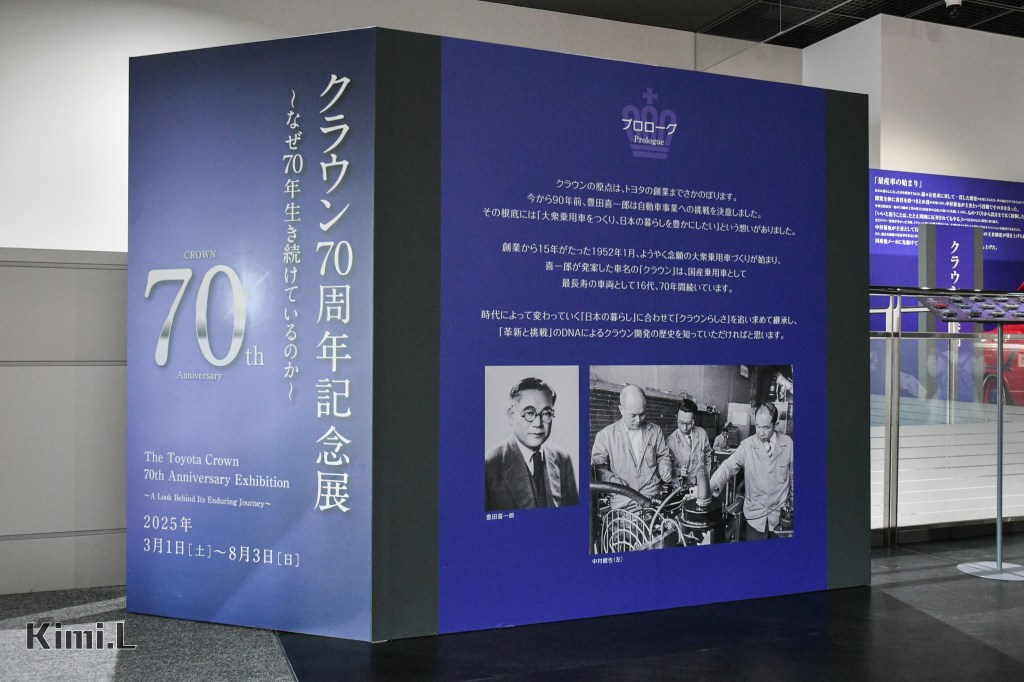 クラウン70周年記念展
〜なぜ70年生き続けているのか〜
CROWN
70th
Anniversary
The Toyota Crown
70th Anniversary Exhibition
〜A Look Behind Its Enduring Journey〜
2025年
3月1日[土]〜8月3日[日]
プロローグ
Prologue
クラウンの原点は、トヨタの創業までさかのぼります。
今から90年前、豊田喜一郎は自動車事業への挑戦を決意しました。
その根底には「大衆乗用車をつくり、日本の暮らしを豊かにしたい」という想いがありました。
創業から15年がたった1952年1月、ようやく念願の大衆乗用車づくりが始まり、
喜一郎が発案した車名の「クラウン」は、国産乗用車として
最長寿の車両として16代、70年間続いています。
時代によって変わっていく「日本の暮らし」に合わせて「クラウンらしさ」を追い求めて継承し、
「革新と挑戦」のDNAによるクラウン開発の歴史を知っていただければと思います。
豊田喜一郎
中村健也(左)
「量産車の始まり」
クラウ
Kimi.L